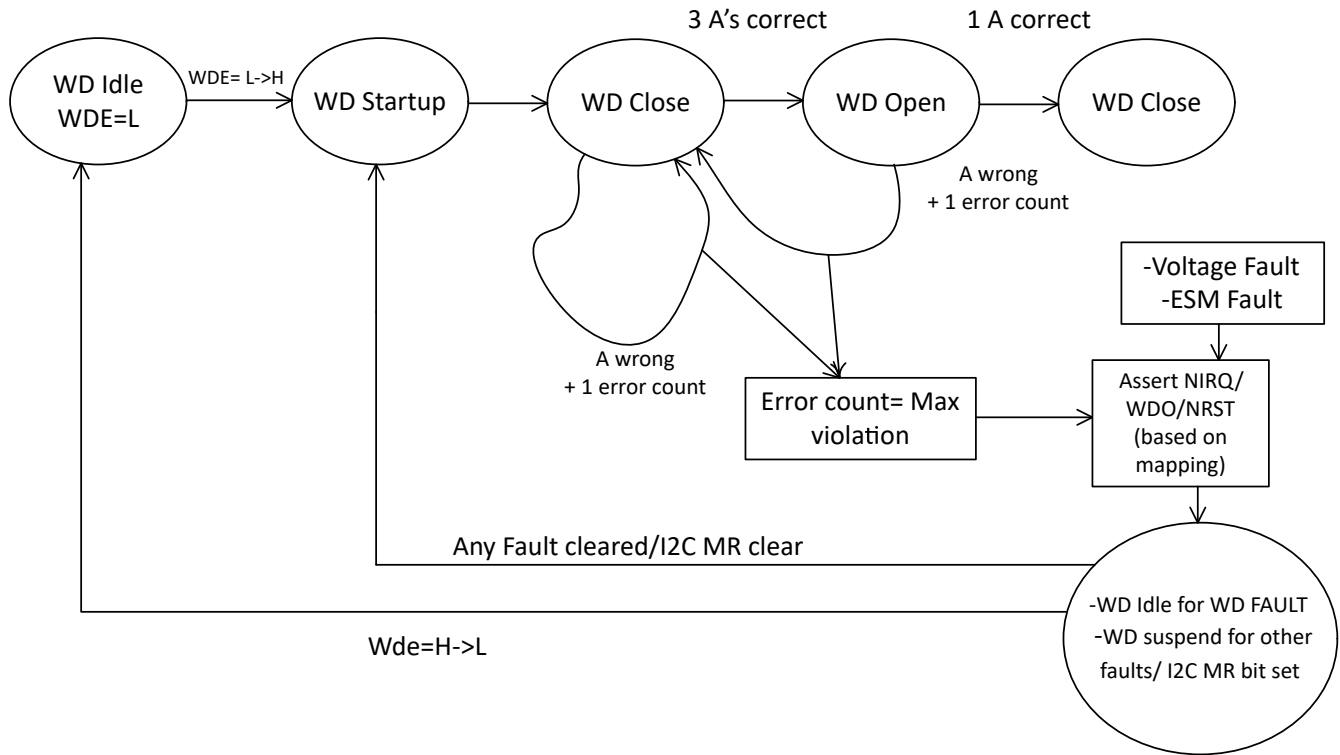 3 A's correct
1 A correct
WD Idle
WDE=L
WDE= L->H
WD Startup
WD Close
WD Open
WD Close
A wrong
+ 1 error count
-Voltage Fault
-ESM Fault
A wrong
+ 1 error count
Error count= Max
violation
Assert NIRQ/
WDO/NRST
(based on
mapping)
Any Fault cleared/I2C MR clear
-WD Idle for WD FAULT
-WD suspend for other
faults/ I2C MR bit set
Wde=H->L